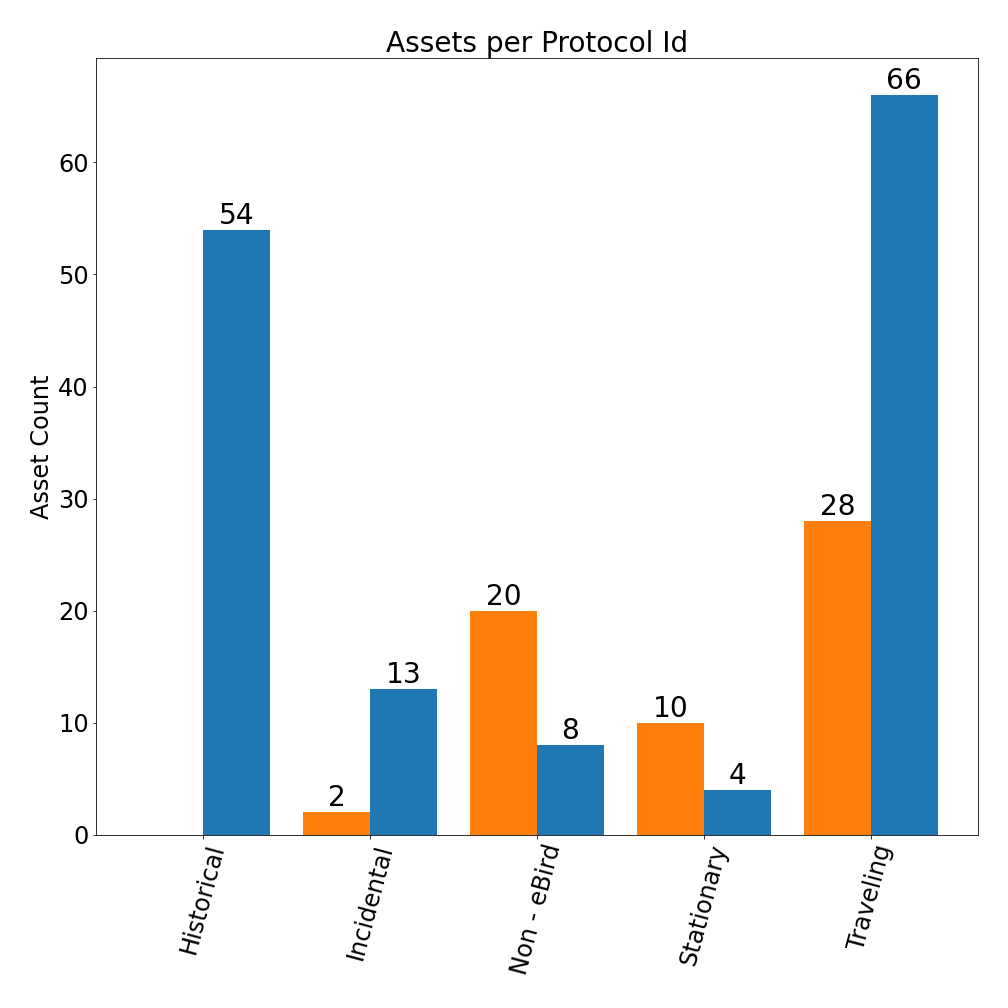 Assets per Protocol Id
Asset Count
60
50
40
30
20
10
0
54
2
13
20
8
10
4
28
66
Historical
Incidental
Non - eBird
Stationary
Traveling